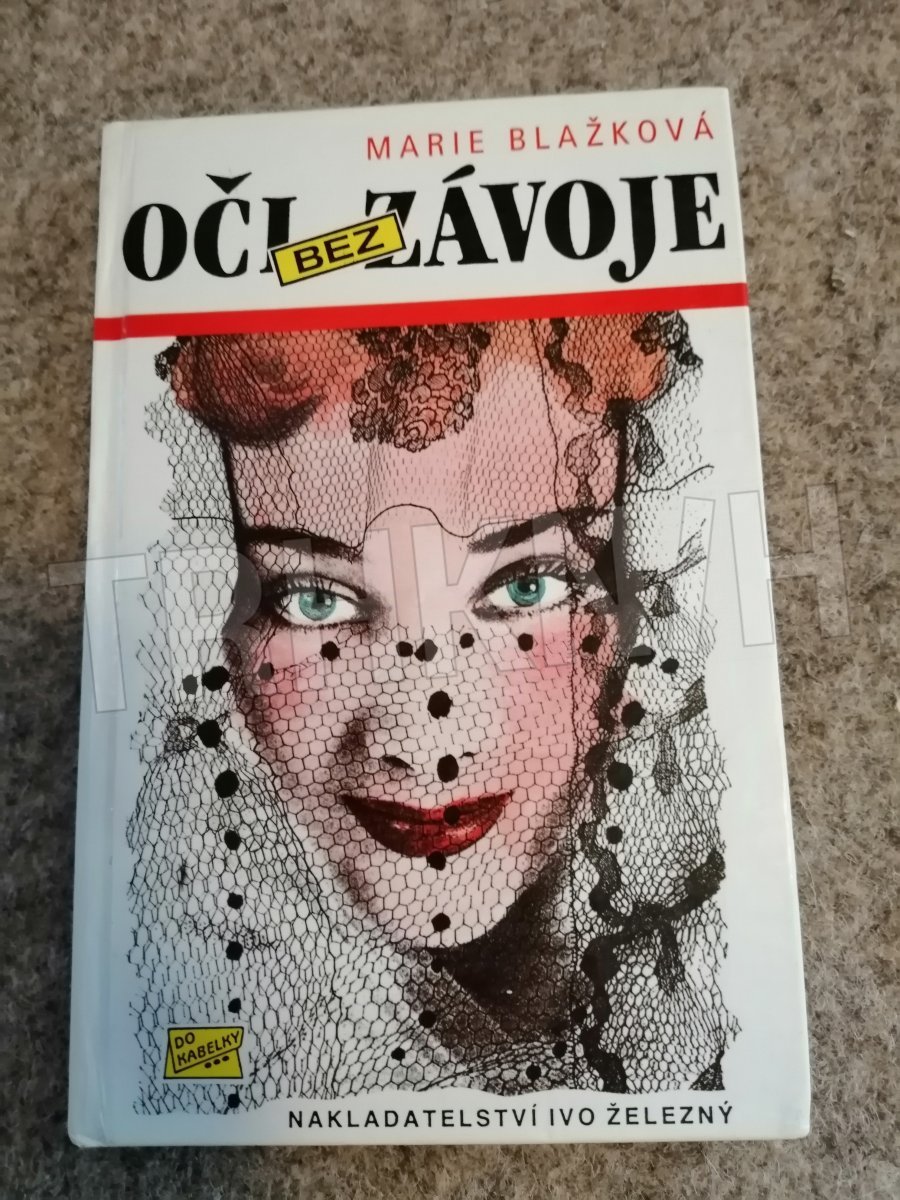 MARIE BLAŽKOVÁ
OČI BEZ ZÁVOJE
DO
KABELKY
NAKLADATELSTVÍ IVO ŽELEZNÝ